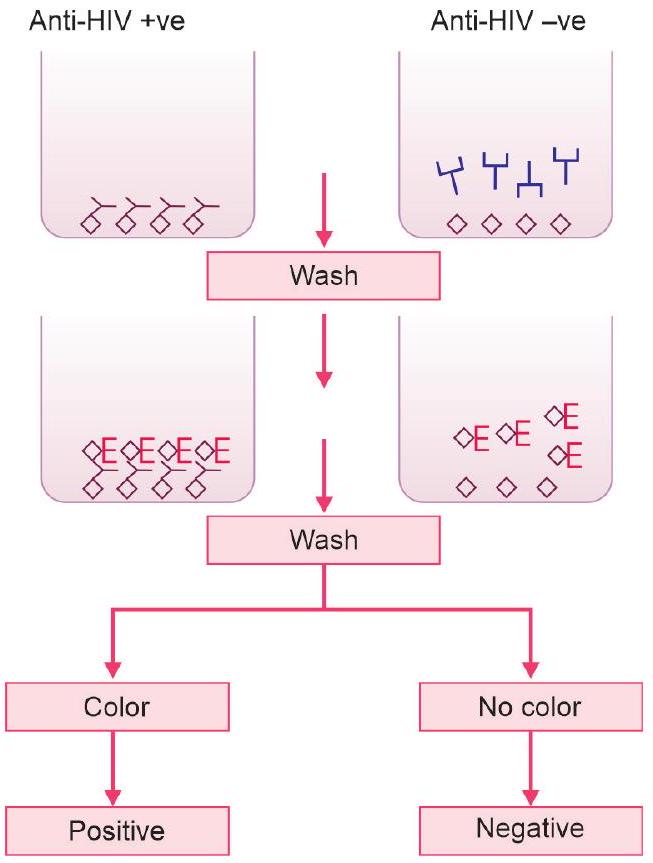 Anti-HIV +ve
Anti-HIV –ve
Wash
E E E E
E E E
E
Wash
Color
No color
Positive
Negative